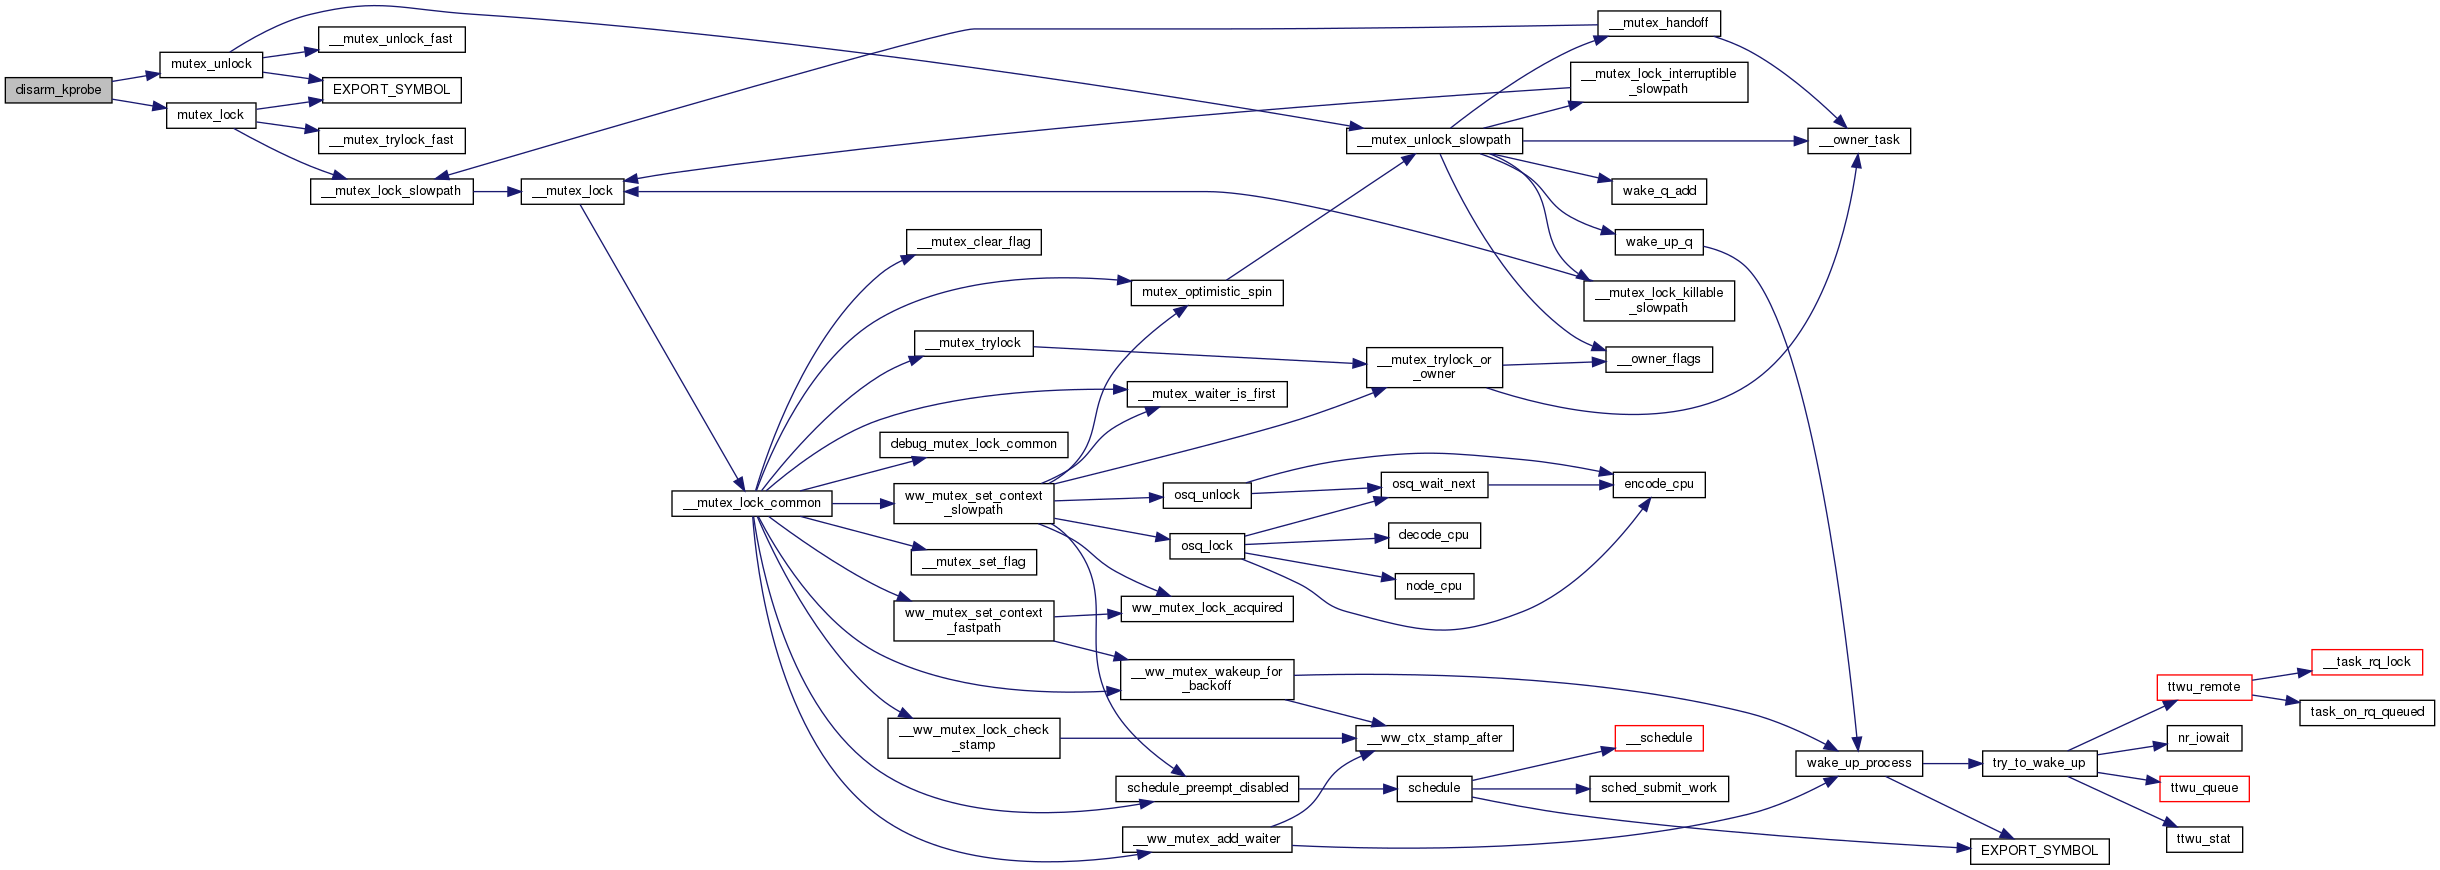 disarm_kprobe
mutex_unlock
mutex_lock
__mutex_unlock_fast
EXPORT_SYMBOL
__mutex_trylock_fast
__mutex_lock_slowpath
__mutex_lock
__mutex_lock_common
__mutex_clear_flag
__mutex_trylock
debug_mutex_lock_common
ww_mutex_set_context
_slowpath
__mutex_set_flag
ww_mutex_set_context
_fastpath
__ww_mutex_lock_check
_stamp
mutex_optimistic_spin
__mutex_waiter_is_first
osq_unlock
osq_lock
ww_mutex_lock_acquired
__ww_mutex_wakeup_for
_backoff
schedule_preempt_disabled
__ww_mutex_add_waiter
__mutex_unlock_slowpath
__mutex_trylock_or
_owner
osq_wait_next
decode_cpu
node_cpu
__ww_ctx_stamp_after
schedule
__mutex_handoff
__mutex_lock_interruptible
_slowpath
wake_q_add
wake_up_q
__mutex_lock_killable
_slowpath
__owner_flags
encode_cpu
__schedule
sched_submit_work
__owner_task
wake_up_process
try_to_wake_up
EXPORT_SYMBOL
ttwu_remote
nr_iowait
ttwu_queue
ttwu_stat
__task_rq_lock
task_on_rq_queued